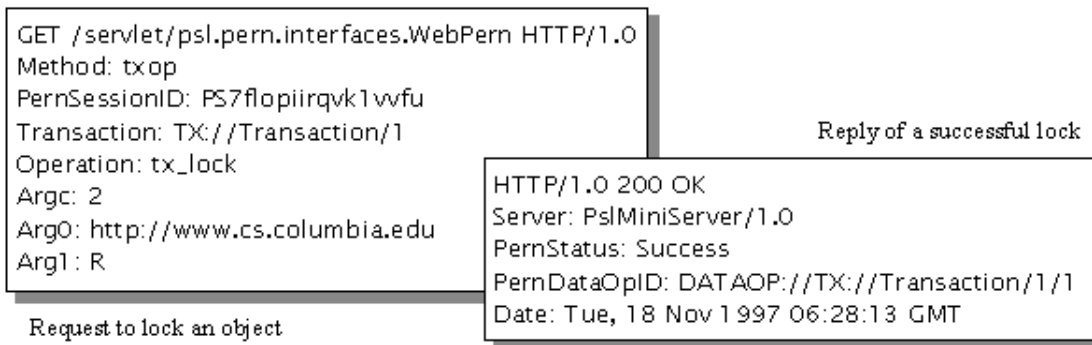 GET /servlet/psl.pern.interfaces.WebPern HTTP/1.0
Method: txop
PernSessionID: PS7flopiirqvk1vvfu
Transaction: TX://Transaction/1
Operation: tx_lock
Argc: 2
Arg0: http://www.cs.columbia.edu
Arg1: R
Request to lock an object
Reply of a successful lock
HTTP/1.0 200 OK
Server: PslMiniServer/1.0
PernStatus: Success
PernDataOpID: DATAOP://TX://Transaction/1/1
Date: Tue, 18 Nov 1997 06:28:13 GMT